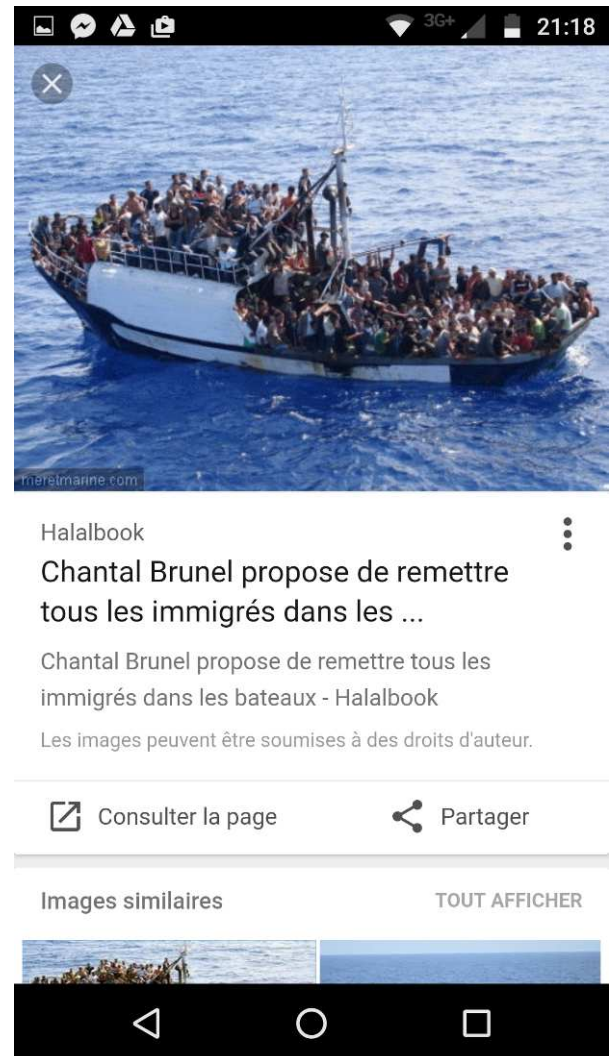 3G+ 21:18
meretmarine.com
Halalbook
Chantal Brunel propose de remettre
tous les immigrés dans les ...
Chantal Brunel propose de remettre tous les
immigrés dans les bateaux - Halalbook
Les images peuvent être soumises à des droits d'auteur.
Consulter la page Partager
Images similaires TOUT AFFICHER